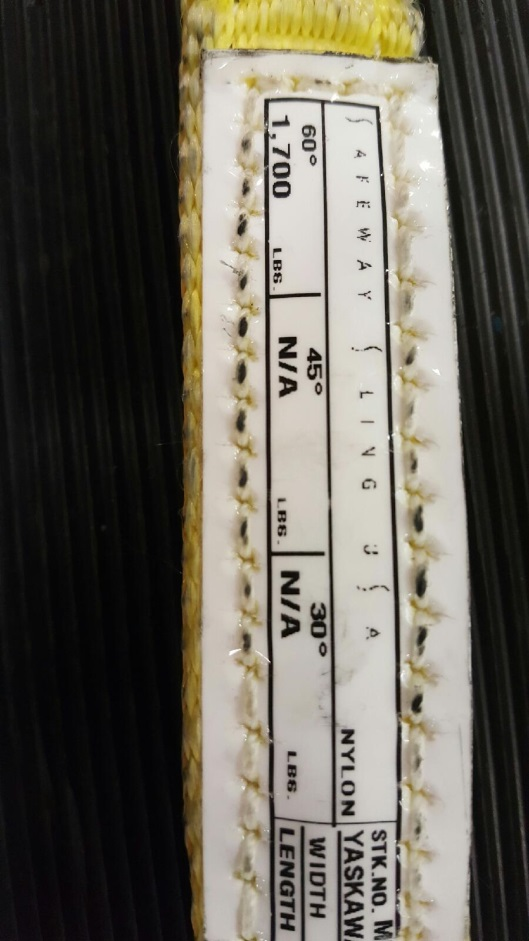 SAFEWAY SLING USA
NYLON
60° 45° 30°
1,700 LBS. N/A LBS. N/A LBS.
STK.NO. M
YASKAW
WIDTH
LENGTH